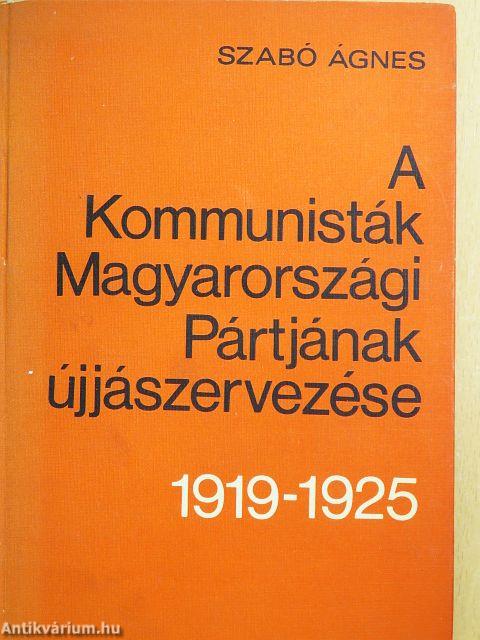 SZABÓ ÁGNES
A
Kommunisták
Magyarországi
Pártjának
újjászervezése
1919-1925
Antikvárium.hu